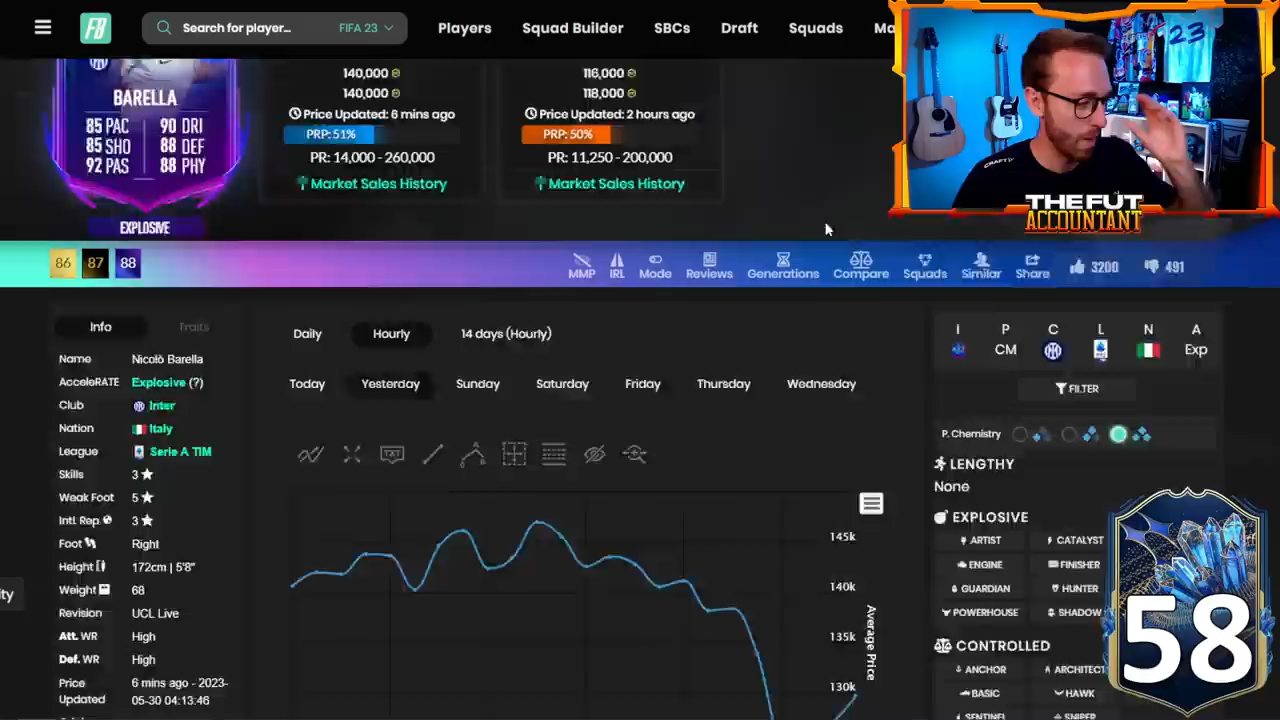 FB
Search for player...
FIFA 23
Players
Squad Builder
SBCs
Draft
Squads
Ma
23
CRAFT
THE FUT
ACCOUNTANT
BARELLA
85 PAC 90 DRI
85 SHO 88 DEF
92 PAS 88 PHY
EXPLOSIVE
140,000
140,000
Price Updated: 6 mins ago
PRP: 51%
PR: 14,000 - 260,000
Market Sales History
116,000
118,000
Price Updated: 2 hours ago
PRP: 50%
PR: 11,250 - 200,000
Market Sales History
86 87 88
MMP
IRL
Mode
Reviews
Generations
Compare
Squads
Similar
Share
3200
491
Info
Traits
Name Nicolò Barella
AcceleRATE Explosive (?)
Club Inter
Nation Italy
League Serie A TIM
Skills 3
Weak Foot 5
Intl. Rep 3
Foot Right
Height 172cm | 5'8"
Weight 68
Revision UCL Live
Att. WR High
Def. WR High
Price Updated 6 mins ago - 2023-05-30 04:13:46
ity
Daily
Hourly
14 days (Hourly)
Today
Yesterday
Sunday
Saturday
Friday
Thursday
Wednesday
TXT
145k
140k
135k
130k
Average Price
I P C L N A
CM Exp
FILTER
P. Chemistry
LENGTHY
None
EXPLOSIVE
ARTIST
CATALYST
ENGINE
FINISHER
GUARDIAN
HUNTER
POWERHOUSE
SHADOW
CONTROLLED
ANCHOR
ARCHITECT
BASIC
HAWK
SENTINEL
SNIPER
58